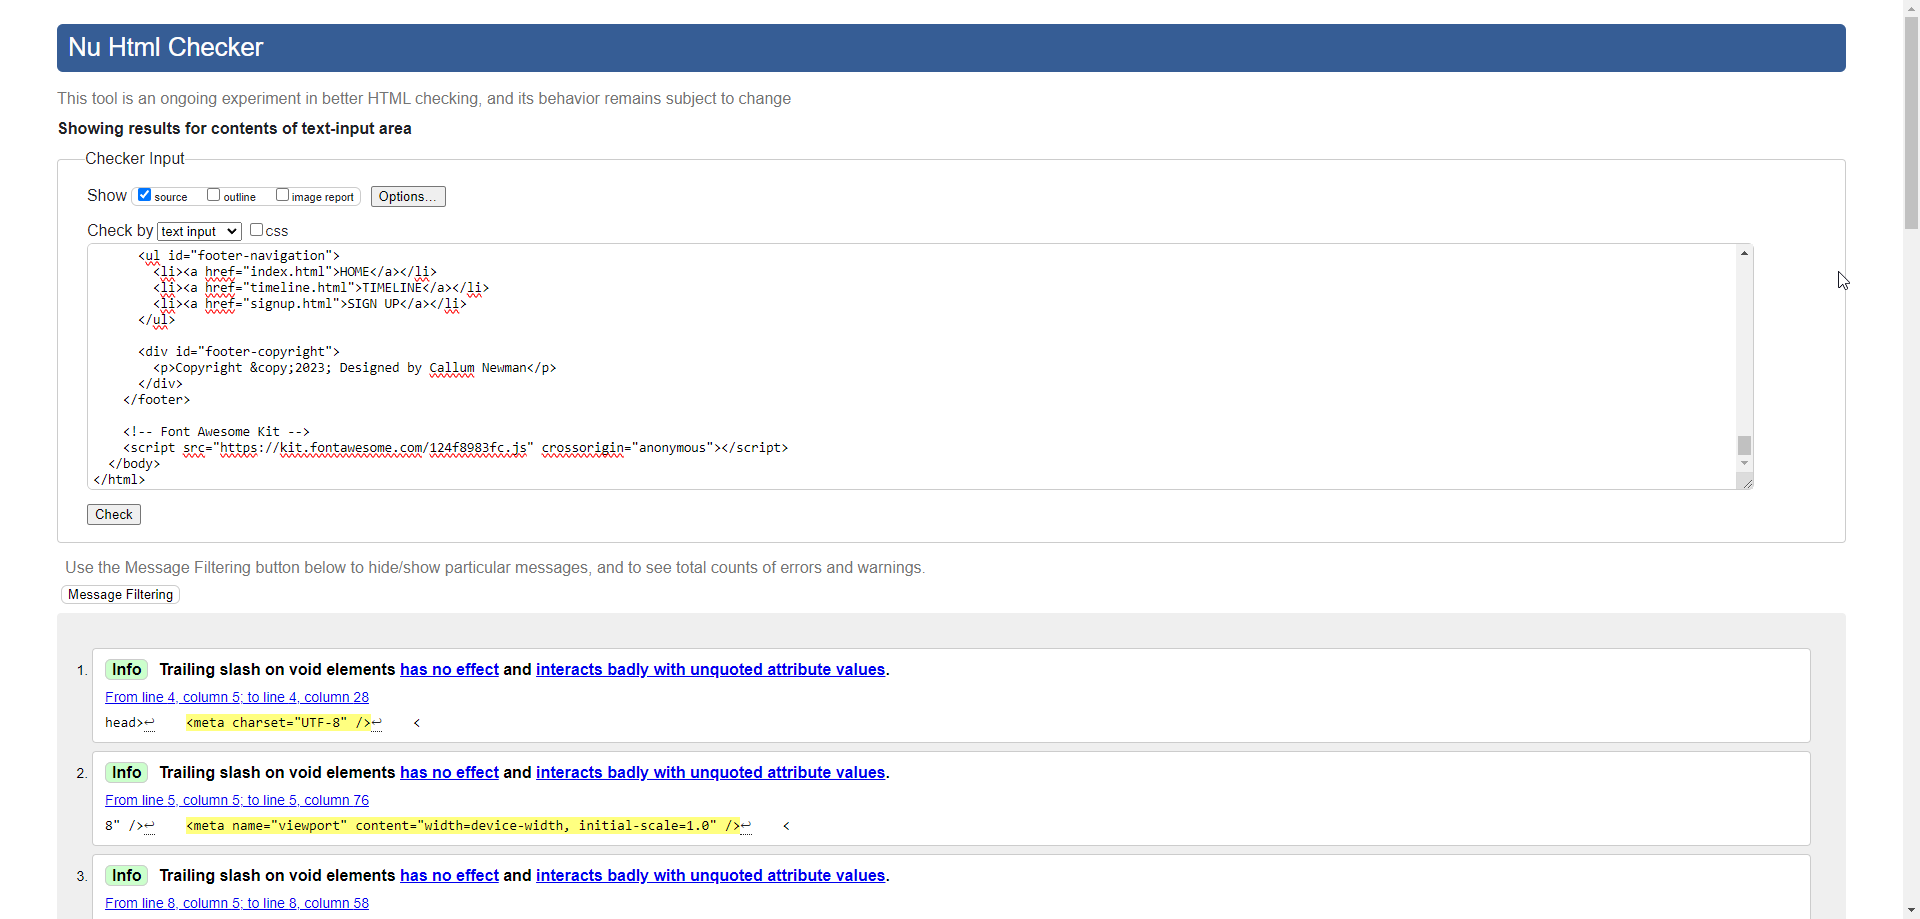 Nu Html Checker
This tool is an ongoing experiment in better HTML checking, and its behavior remains subject to change
Showing results for contents of text-input area
Checker Input
Show source outline image report Options...
Check by text input css
<ul id="footer-navigation">
<li><a href="index.html">HOME</a></li>
<li><a href="timeline.html">TIMELINE</a></li>
<li><a href="signup.html">SIGN UP</a></li>
</ul>
<div id="footer-copyright">
<p>Copyright &copy;2023; Designed by Callum Newman</p>
</div>
</footer>
<!-- Font Awesome Kit -->
<script src="https://kit.fontawesome.com/124f8983fc.js" crossorigin="anonymous"></script>
</body>
</html>
Check
Use the Message Filtering button below to hide/show particular messages, and to see total counts of errors and warnings.
Message Filtering
1. Info Trailing slash on void elements has no effect and interacts badly with unquoted attribute values.
From line 4, column 5; to line 4, column 28
head>↩ <meta charset="UTF-8" />↩ <
2. Info Trailing slash on void elements has no effect and interacts badly with unquoted attribute values.
From line 5, column 5; to line 5, column 76
8" />↩ <meta name="viewport" content="width=device-width, initial-scale=1.0" />↩ <
3. Info Trailing slash on void elements has no effect and interacts badly with unquoted attribute values.
From line 8, column 5; to line 8, column 58